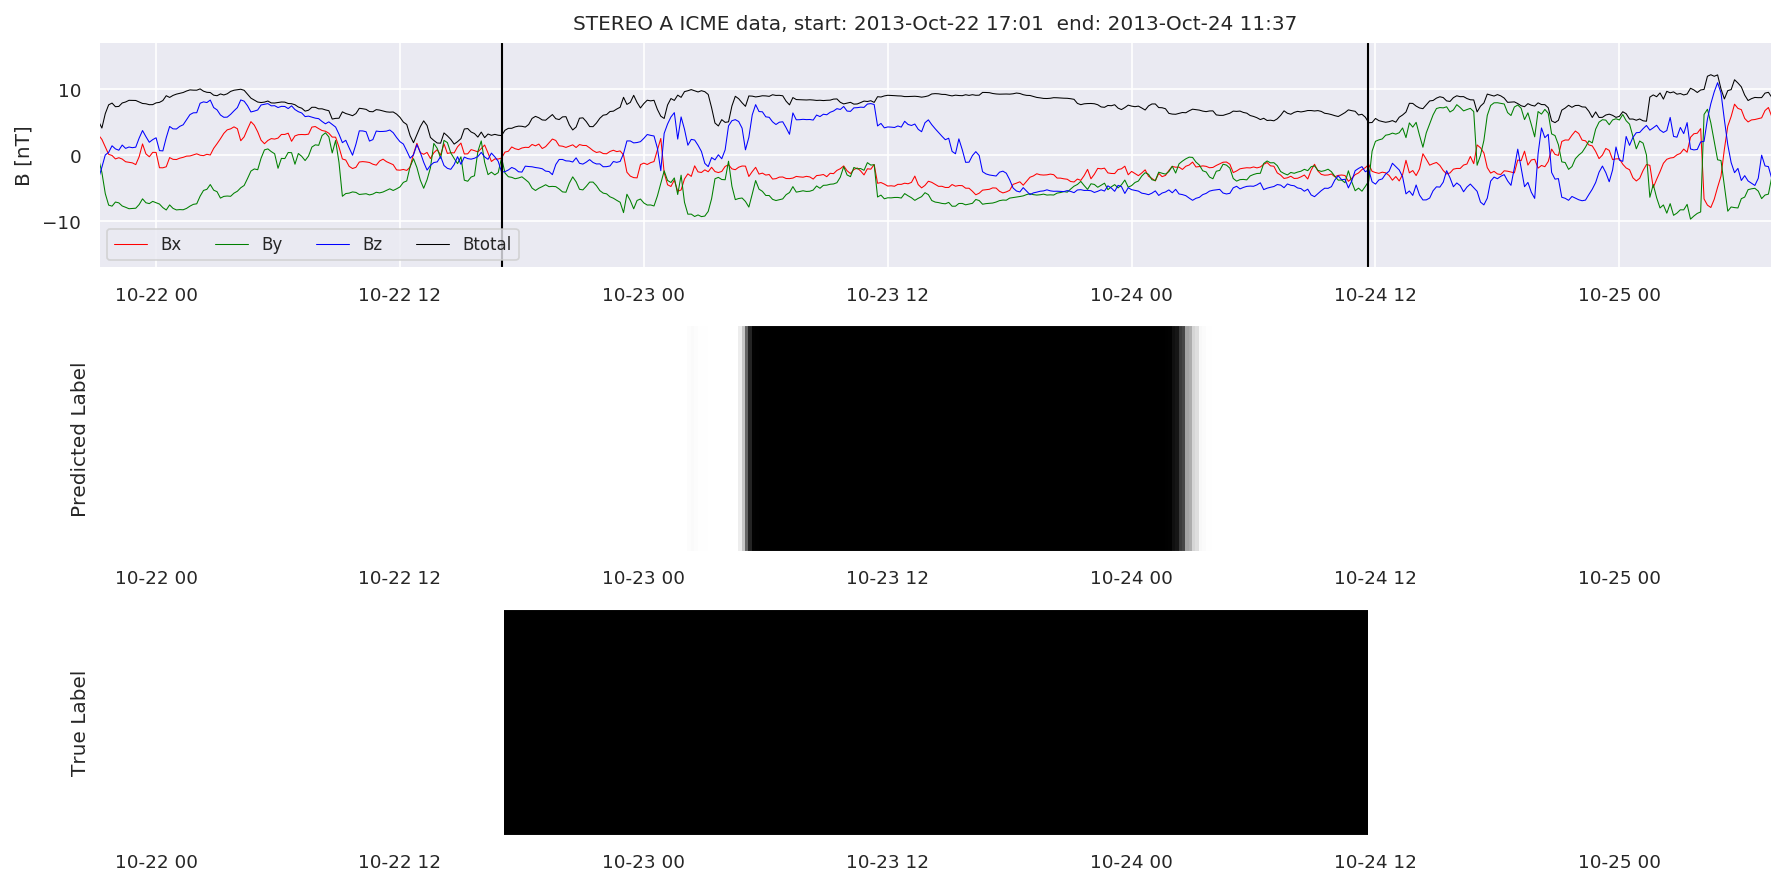 STEREO A ICME data, start: 2013-Oct-22 17:01  end: 2013-Oct-24 11:37
B [nT]
10
0
−10
Bx By Bz Btotal
10-22 00 10-22 12 10-23 00 10-23 12 10-24 00 10-24 12 10-25 00
Predicted Label
10-22 00 10-22 12 10-23 00 10-23 12 10-24 00 10-24 12 10-25 00
True Label
10-22 00 10-22 12 10-23 00 10-23 12 10-24 00 10-24 12 10-25 00